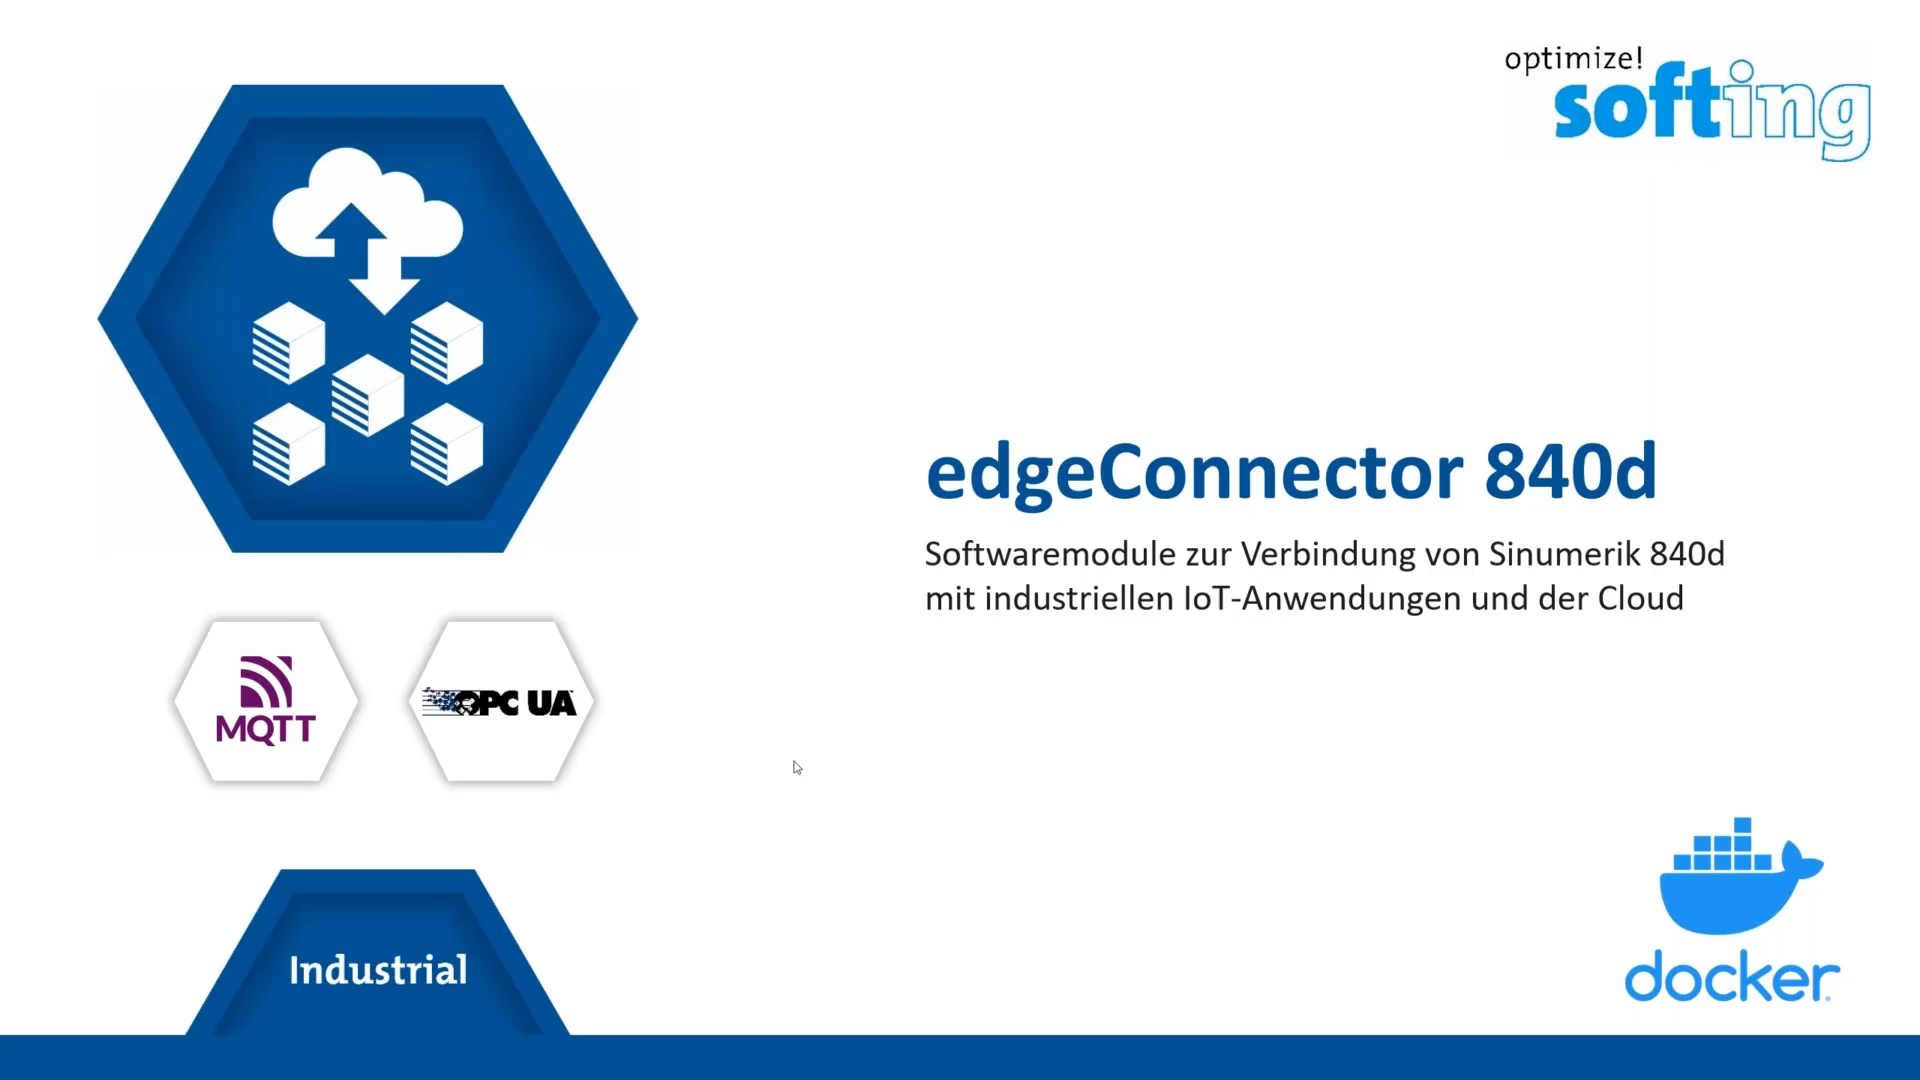 optimize!
softing
edgeConnector 840d
Softwaremodule zur Verbindung von Sinumerik 840d
mit industriellen IoT-Anwendungen und der Cloud
MQTT
OPC UA
Industrial
docker